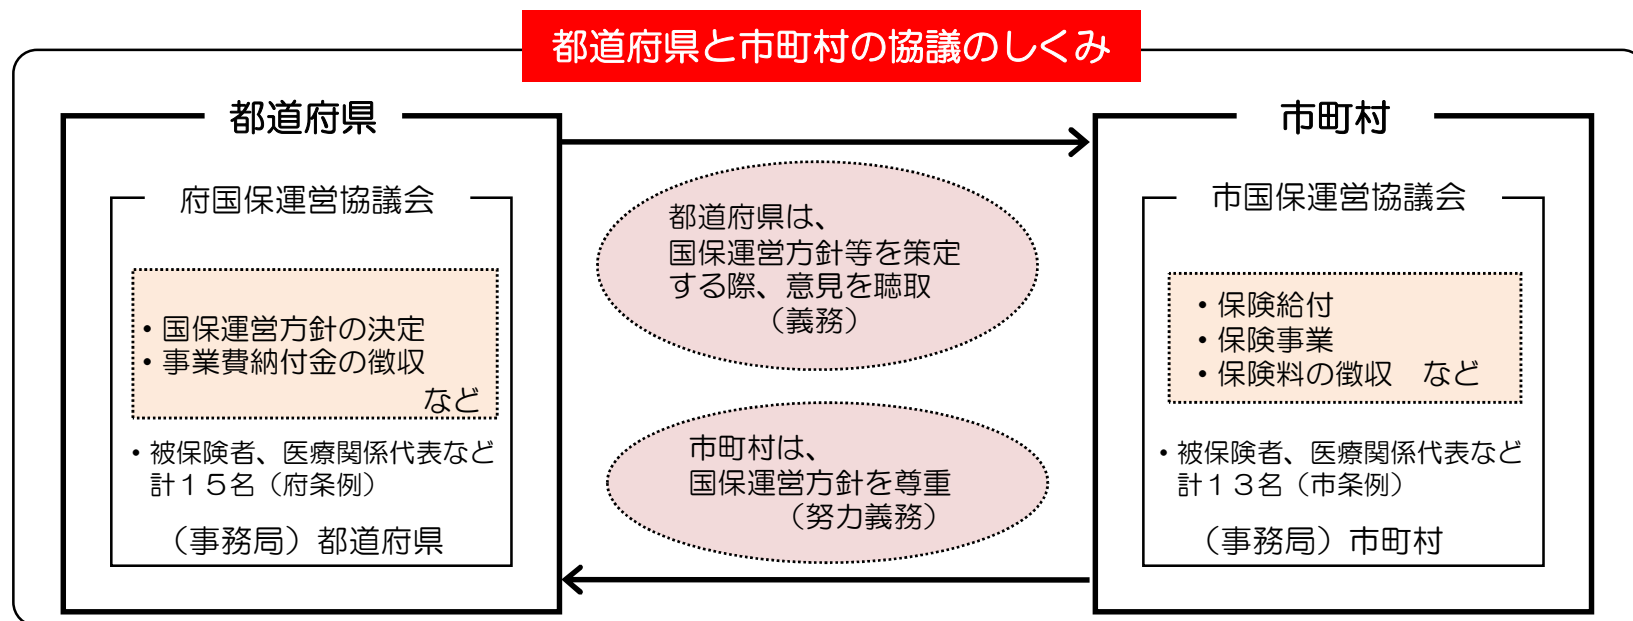 都道府県と市町村の協議のしくみ
都道府県
府国保運営協議会
・国保運営方針の決定
・事業費納付金の徴収
など
・被保険者、医療関係代表など
計１５名（府条例）
（事務局）都道府県
都道府県は、
国保運営方針等を策定
する際、意見を聴取
（義務）
市町村は、
国保運営方針を尊重
（努力義務）
市町村
市国保運営協議会
・保険給付
・保険事業
・保険料の徴収　など
・被保険者、医療関係代表など
計１３名（市条例）
（事務局）市町村